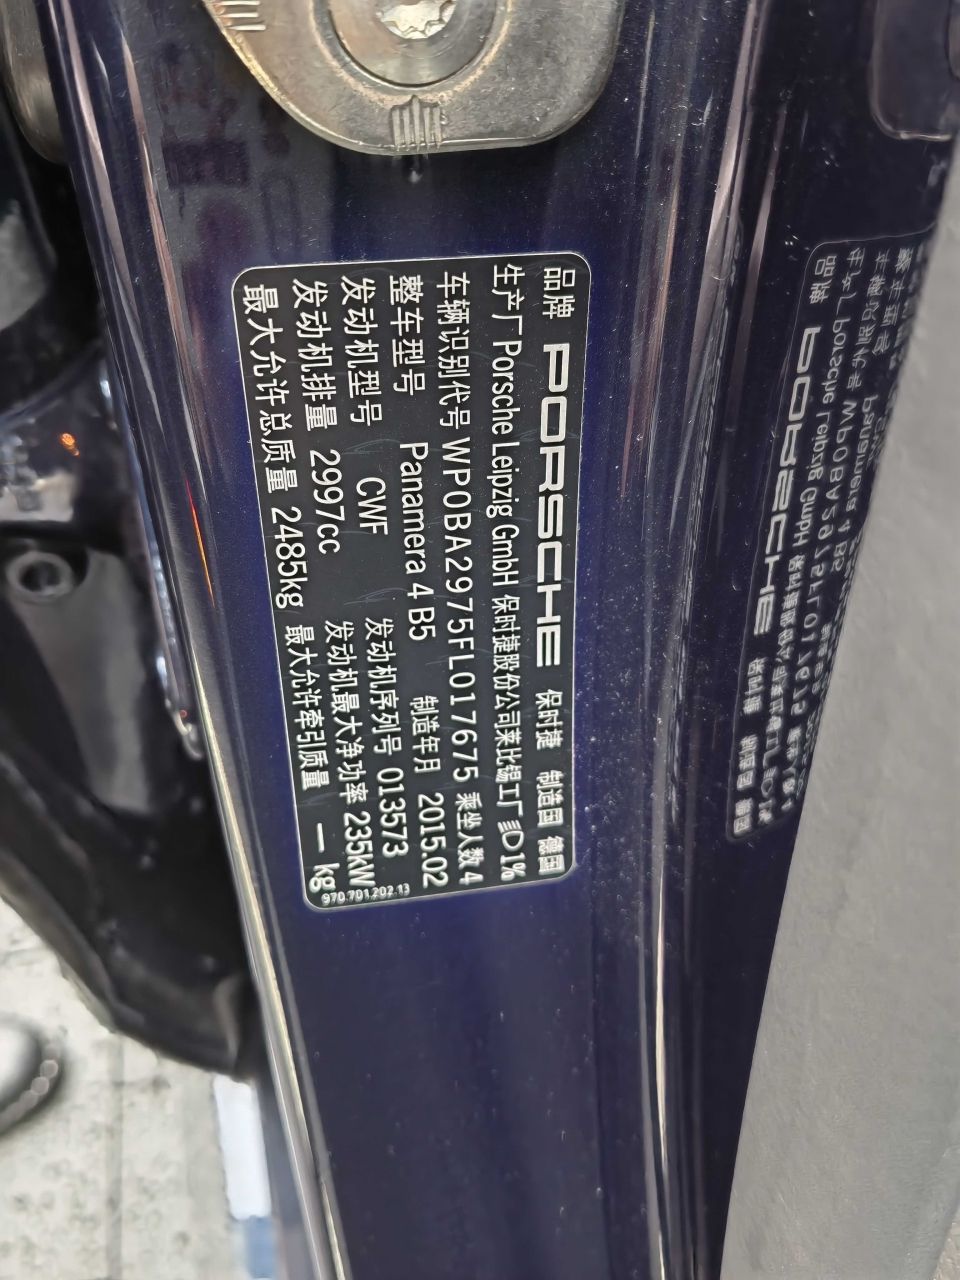 品牌 PORSCHE 保时捷 制造国 德国
生产厂 Porsche Leipzig GmbH 保时捷股份公司莱比锡工厂 D1%
车辆识别代号 WP0BA2975FL017675 乘坐人数 4
整车型号 Panamera 4 B5 制造年月 2015.02
发动机型号 CWF 发动机序列号 013573
发动机排量 2997cc 发动机最大净功率 235kW
最大允许总质量 2485kg 最大允许牵引质量 — kg
970.701.202.13